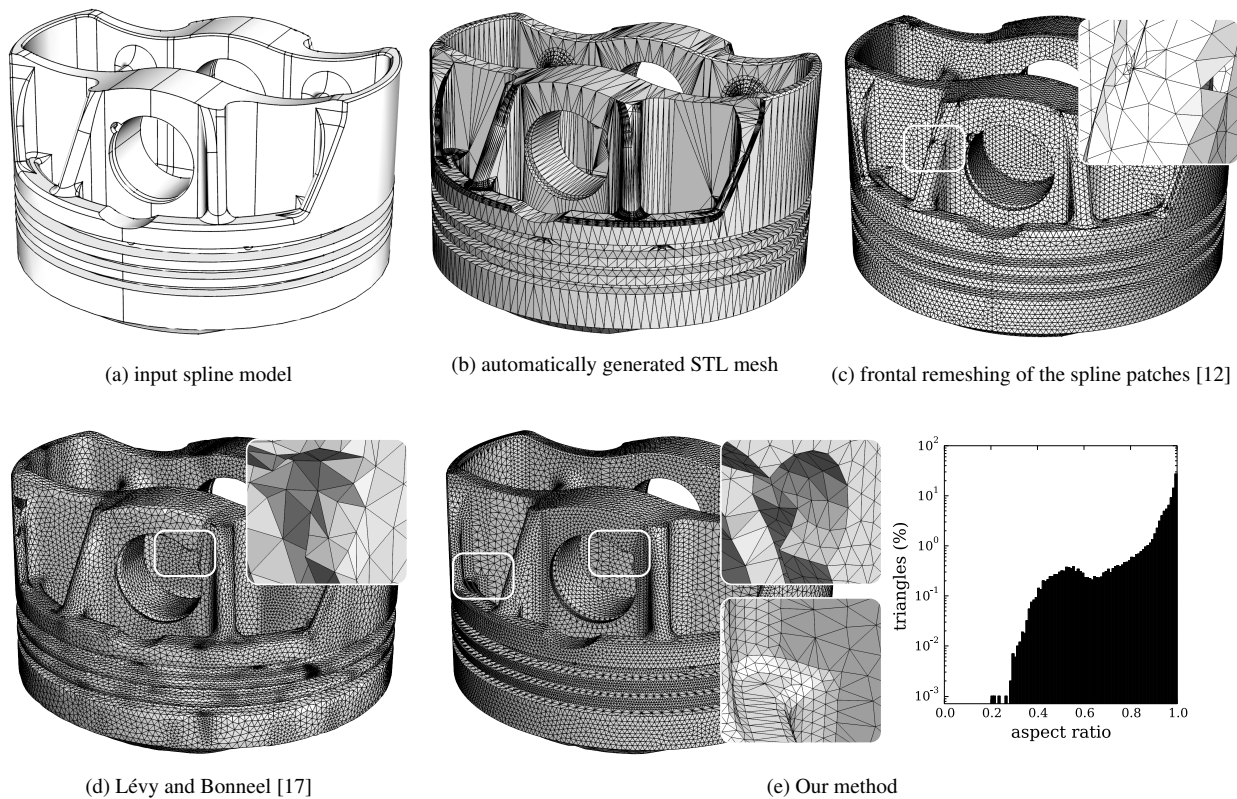 (a) input spline model
(b) automatically generated STL mesh
(c) frontal remeshing of the spline patches [12]
10²
10¹
10⁰
10⁻¹
10⁻²
10⁻³
triangles (%)
0.0 0.2 0.4 0.6 0.8 1.0
aspect ratio
(d) Lévy and Bonneel [17]
(e) Our method